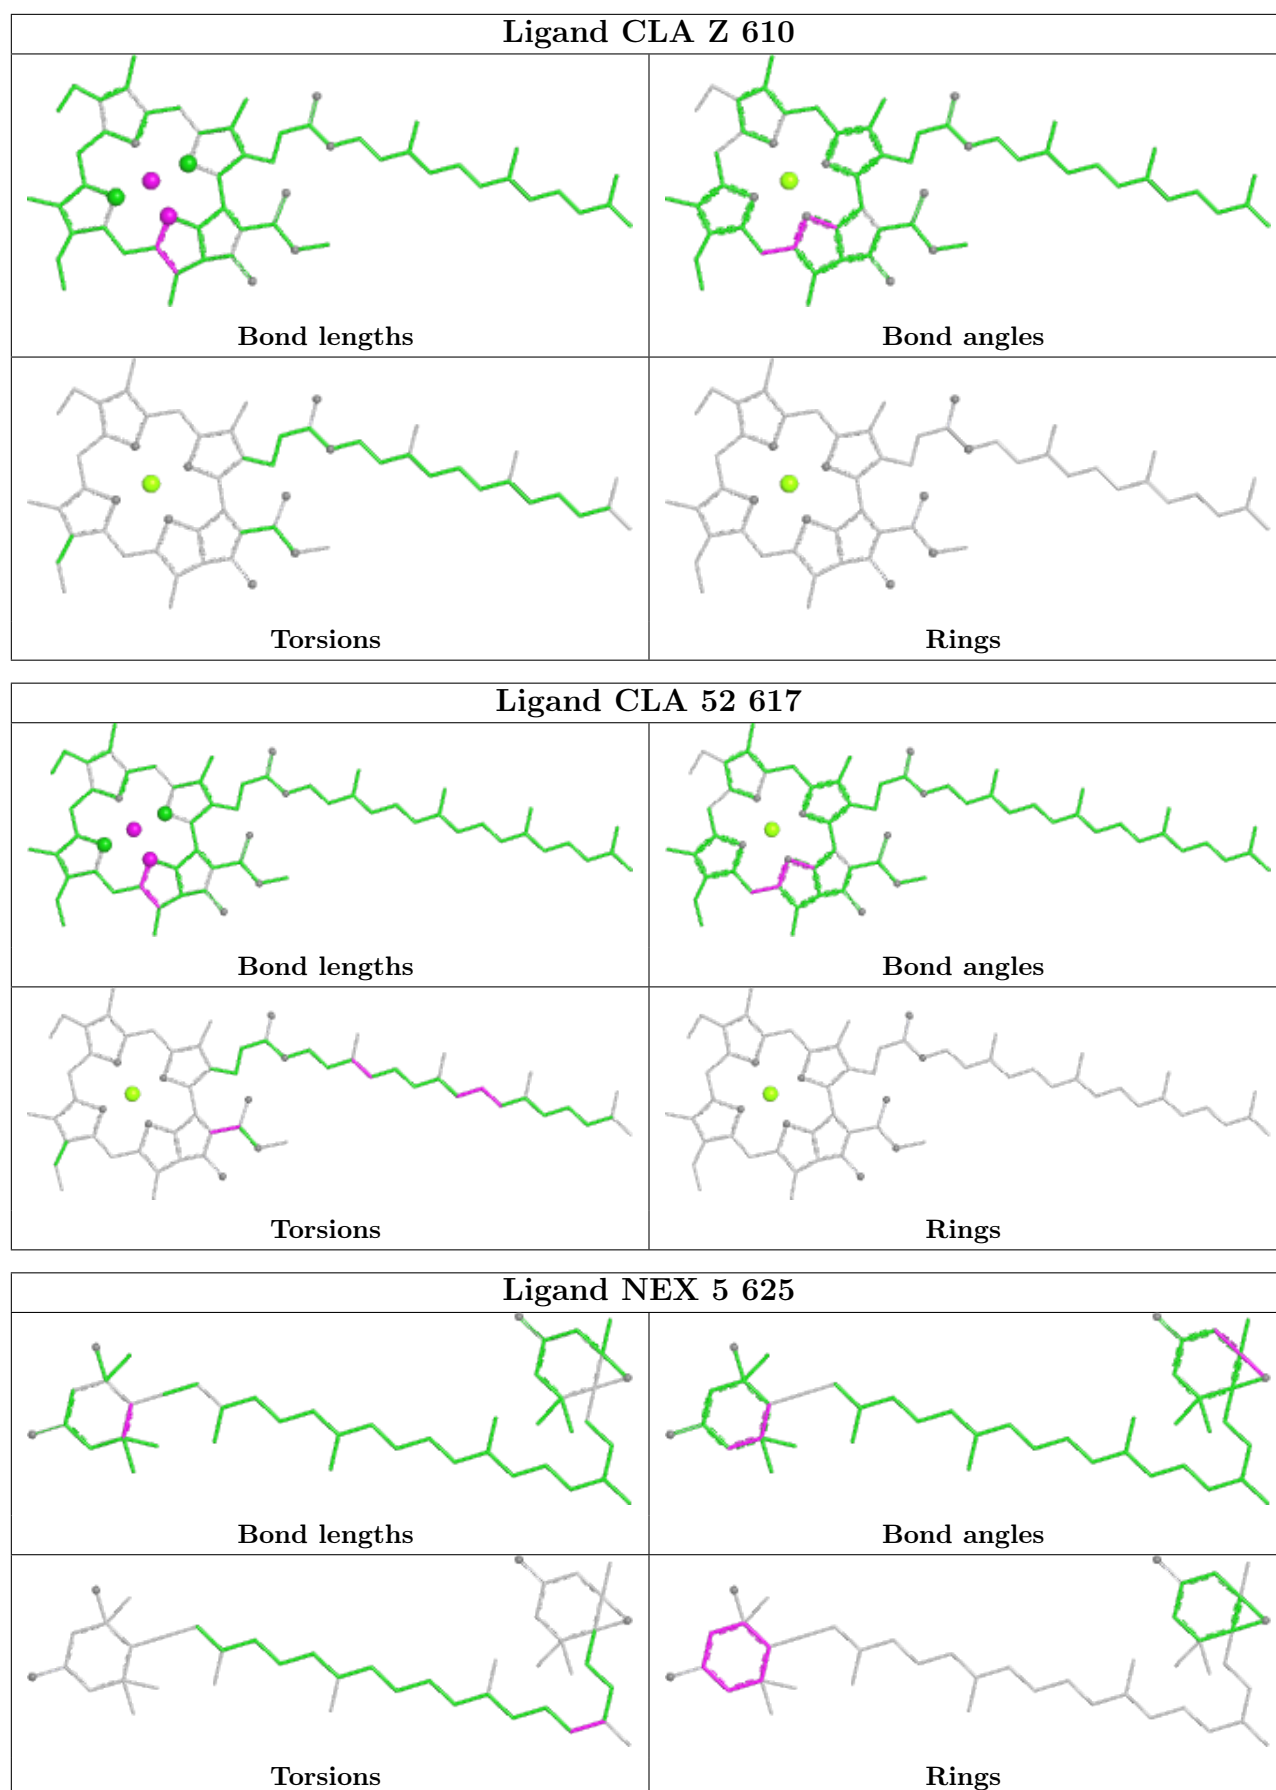 Ligand CLA Z 610
Bond lengths
Bond angles
Torsions
Rings
Ligand CLA 52 617
Bond lengths
Bond angles
Torsions
Rings
Ligand NEX 5 625
Bond lengths
Bond angles
Torsions
Rings